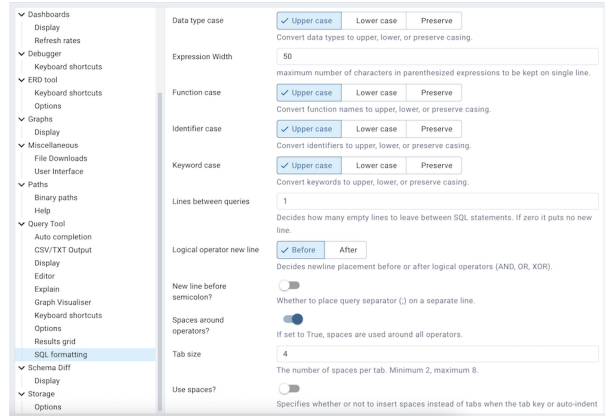 Dashboards
Display
Refresh rates
Debugger
Keyboard shortcuts
ERD tool
Keyboard shortcuts
Options
Graphs
Display
Miscellaneous
File Downloads
User Interface
Paths
Binary paths
Help
Query Tool
Auto completion
CSV/TXT Output
Display
Editor
Explain
Graph Visualiser
Keyboard shortcuts
Options
Results grid
SQL formatting
Schema Diff
Display
Storage
Options
Data type case
Upper case Lower case Preserve
Convert data types to upper, lower, or preserve casing.
Expression Width
50
maximum number of characters in parenthesized expressions to be kept on single line.
Function case
Upper case Lower case Preserve
Convert function names to upper, lower, or preserve casing.
Identifier case
Upper case Lower case Preserve
Convert identifiers to upper, lower, or preserve casing.
Keyword case
Upper case Lower case Preserve
Convert keywords to upper, lower, or preserve casing.
Lines between queries
1
Decides how many empty lines to leave between SQL statements. If zero it puts no new
line.
Logical operator new line
Before After
Decides newline placement before or after logical operators (AND, OR, XOR).
New line before
semicolon?
Whether to place query separator (;) on a separate line.
Spaces around
operators?
If set to True, spaces are used around all operators.
Tab size
4
The number of spaces per tab. Minimum 2, maximum 8.
Use spaces?
Specifies whether or not to insert spaces instead of tabs when the tab key or auto-indent